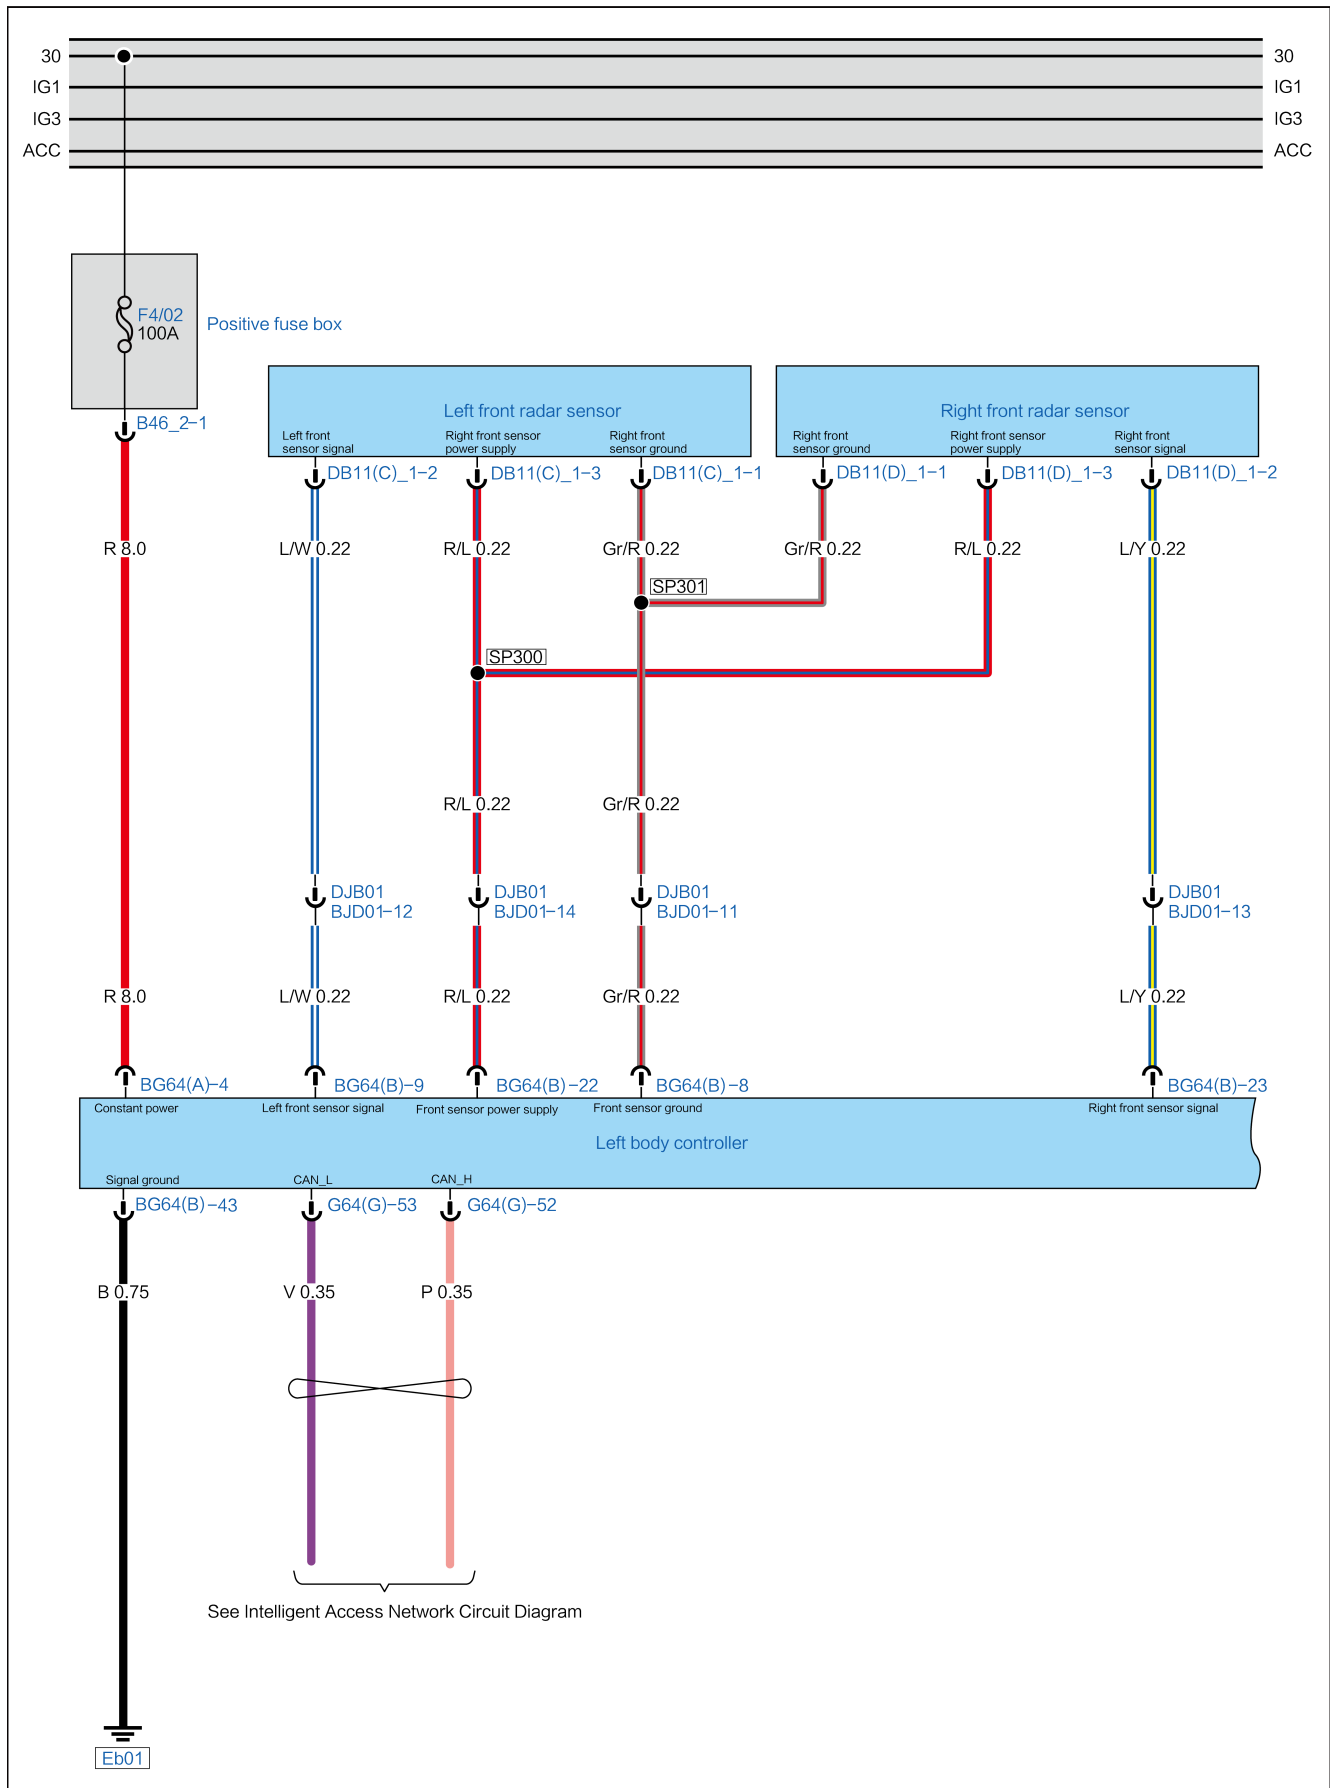 30 30
IG1 IG1
IG3 IG3
ACC ACC
F4/02
100A
Positive fuse box
B46_2-1
Left front radar sensor
Right front radar sensor
Left front
sensor signal
Right front sensor
power supply
Right front
sensor ground
Right front
sensor ground
Right front sensor
power supply
Right front
sensor signal
DB11(C)_1-2 DB11(C)_1-3 DB11(C)_1-1 DB11(D)_1-1 DB11(D)_1-3 DB11(D)_1-2
R 8.0 L/W 0.22 R/L 0.22 Gr/R 0.22 Gr/R 0.22 R/L 0.22 L/Y 0.22
SP301
SP300
R/L 0.22 Gr/R 0.22
DJB01
BJD01-12
DJB01
BJD01-14
DJB01
BJD01-11
DJB01
BJD01-13
R 8.0 L/W 0.22 R/L 0.22 Gr/R 0.22 L/Y 0.22
BG64(A)-4 BG64(B)-9 BG64(B)-22 BG64(B)-8 BG64(B)-23
Constant power Left front sensor signal Front sensor power supply Front sensor ground Right front sensor signal
Left body controller
Signal ground CAN_L CAN_H
BG64(B)-43 G64(G)-53 G64(G)-52
B 0.75 V 0.35 P 0.35
See Intelligent Access Network Circuit Diagram
Eb01